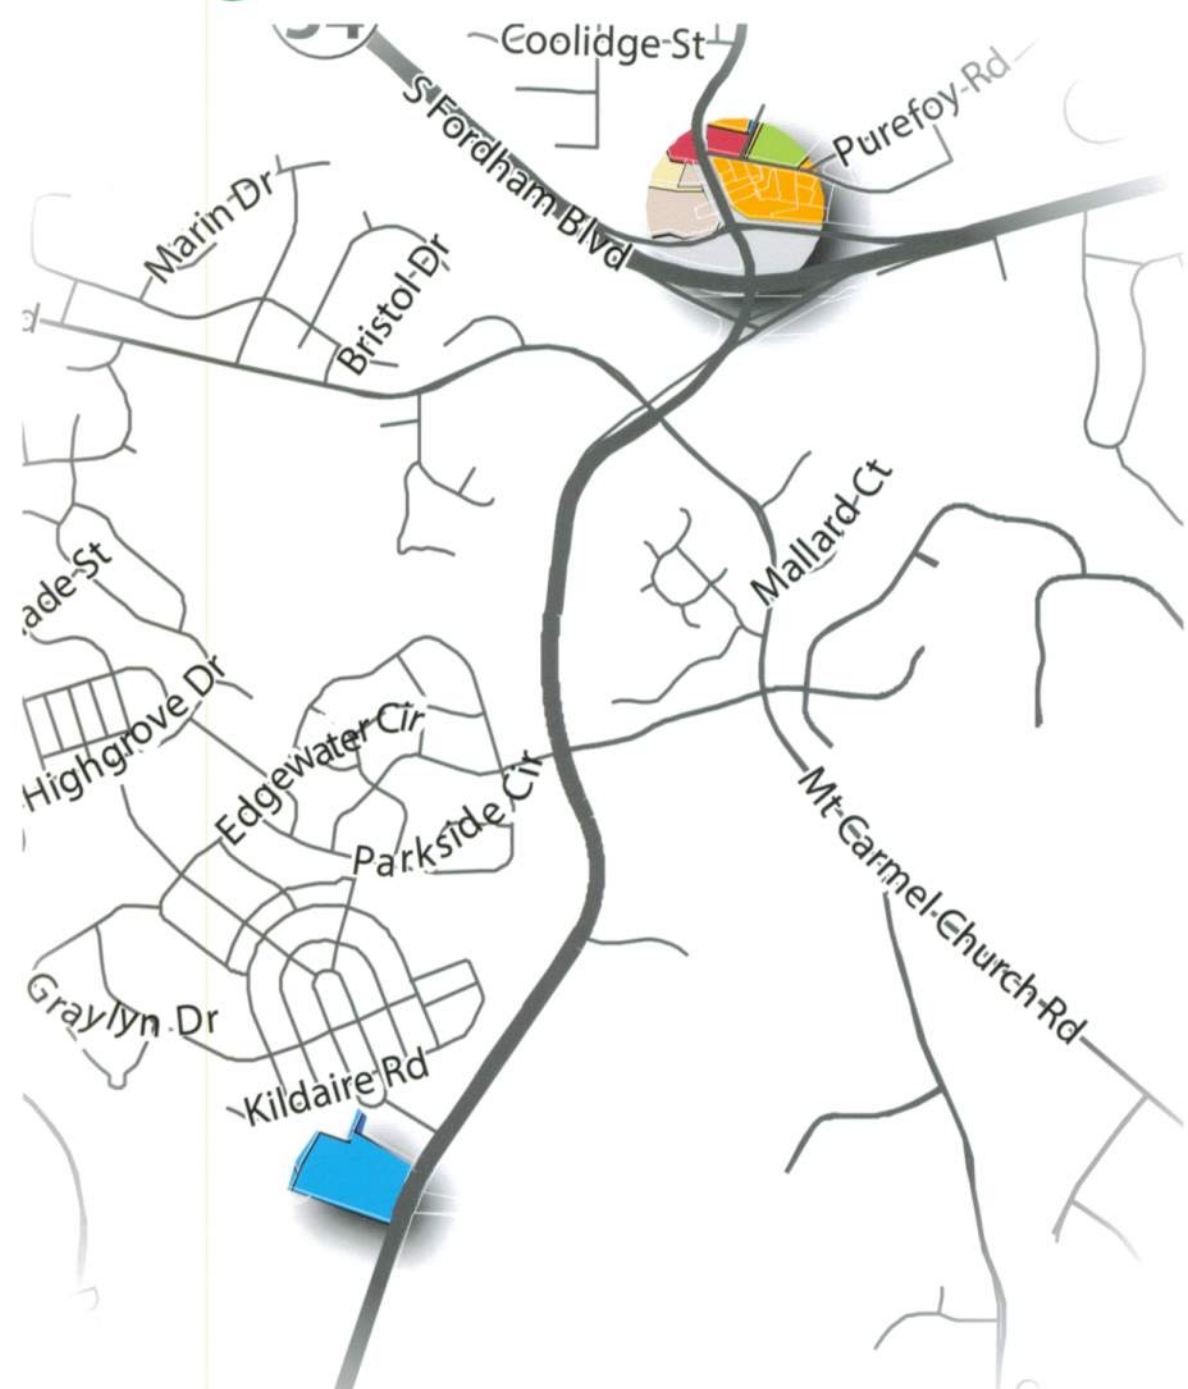 54
Coolidge St
S Fordham Blvd
Purefoy Rd
Marin Dr
Bristol Dr
Mallard Ct
ade St
Highgrove Dr
Edgewater Cir
Parkside Cir
Mt Carmel Church Rd
Graylyn Dr
Kildaire Rd